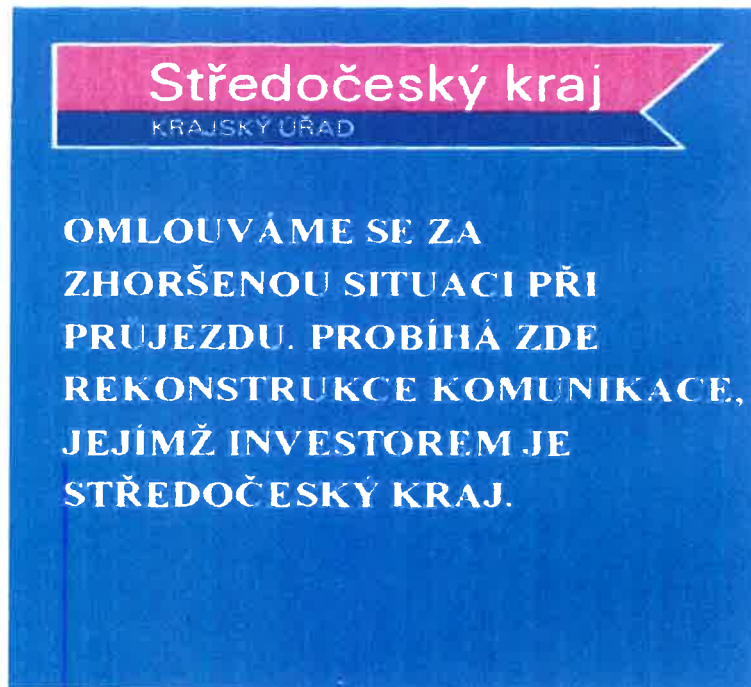 Středočeský kraj
KRAJSKÝ ÚŘAD
OMLOUVÁME SE ZA
ZHORŠENOU SITUACI PŘI
PRŮJEZDU. PROBÍHÁ ZDE
REKONSTRUKCE KOMUNIKACE,
JEJÍMŽ INVESTOREM JE
STŘEDOČESKÝ KRAJ.